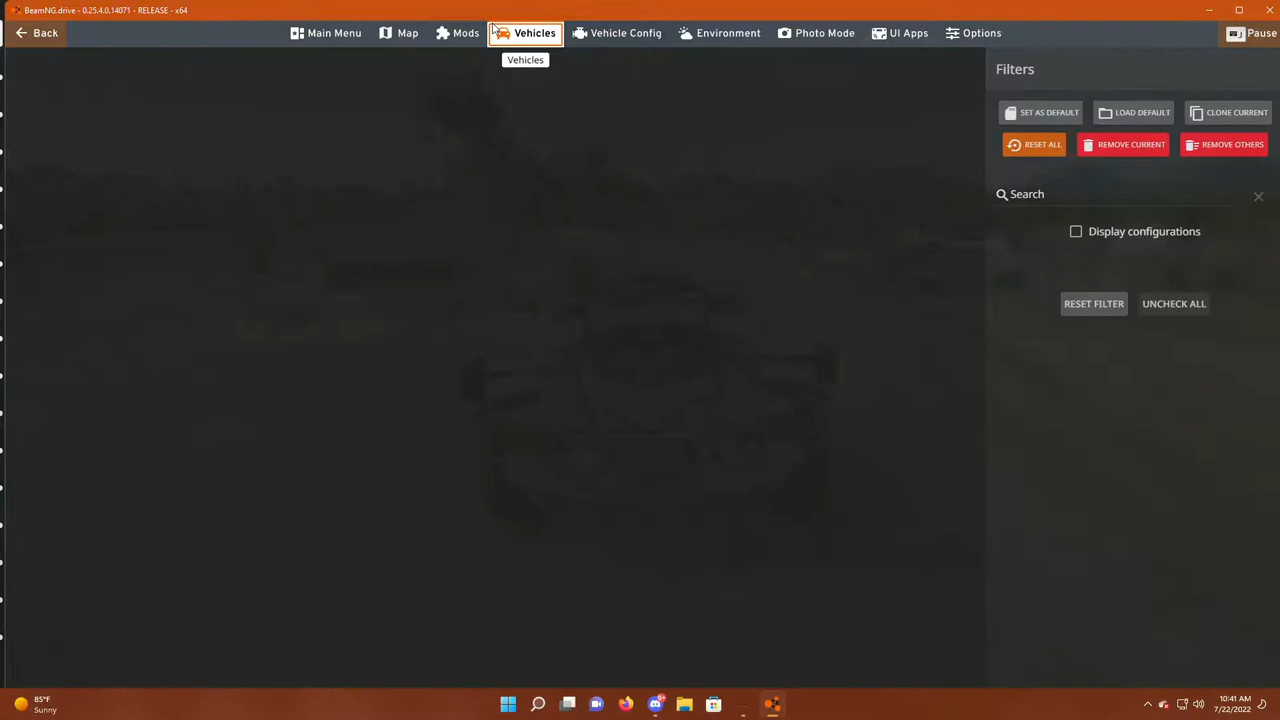 BeamNG.drive - 0.25.4.0.14071 - RELEASE - x64
Back
Main Menu
Map
Mods
Vehicles
Vehicle Config
Environment
Photo Mode
UI Apps
Options
Pause
Vehicles
Filters
SET AS DEFAULT
LOAD DEFAULT
CLONE CURRENT
RESET ALL
REMOVE CURRENT
REMOVE OTHERS
Search
Display configurations
RESET FILTER
UNCHECK ALL
85°F
Sunny
9+
10:41 AM
7/22/2022